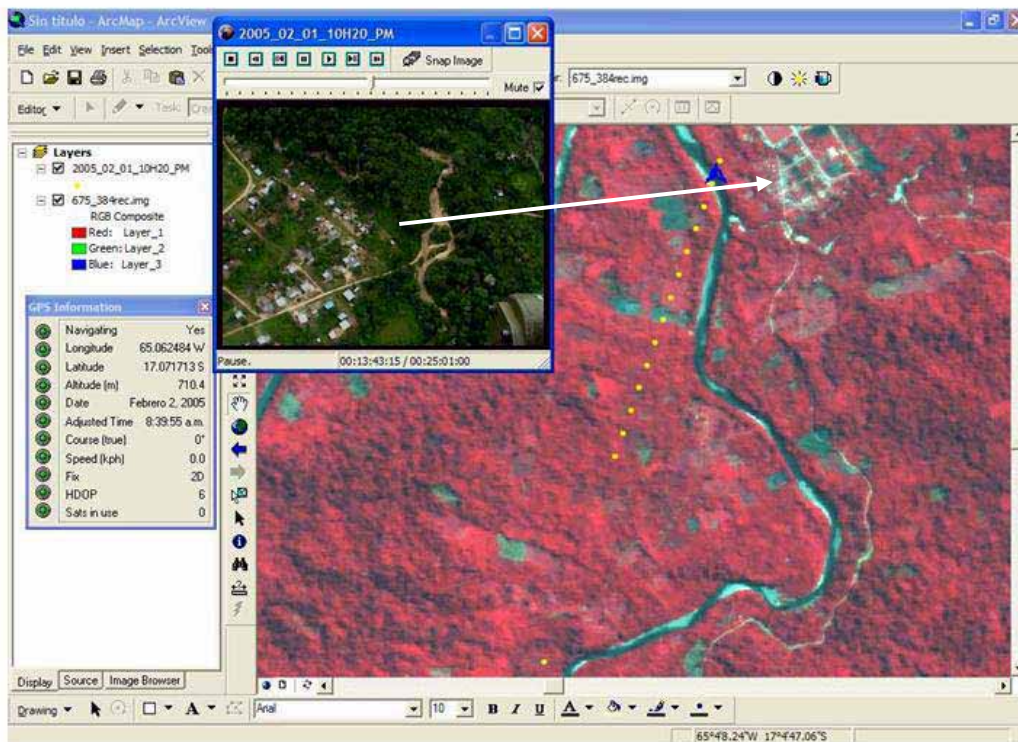 Sin título - ArcMap - ArcView
File Edit View Insert Selection
675_384rec.img
Editor
Task:
Layers
2005_02_01_10H20_PM
675_384rec.img
RGB Composite
Red: Layer_1
Green: Layer_2
Blue: Layer_3
2005_02_01_10H20_PM
Snap Image
Mute
Pause.
00:13:43:15 / 00:25:01:00
GPS Information
Navigating Yes
Longitude 65.062484 W
Latitude 17.071713 S
Altitude (m) 710.4
Date Febrero 2, 2005
Adjusted Time 8:39:55 a.m.
Course (true) 0°
Speed (kph) 0.0
Fix 2D
HDOP 6
Sats in use 0
Display Source Image Browser
Drawing A Arial 10 B I U A
65°48.24"W 17°4'47.06"S